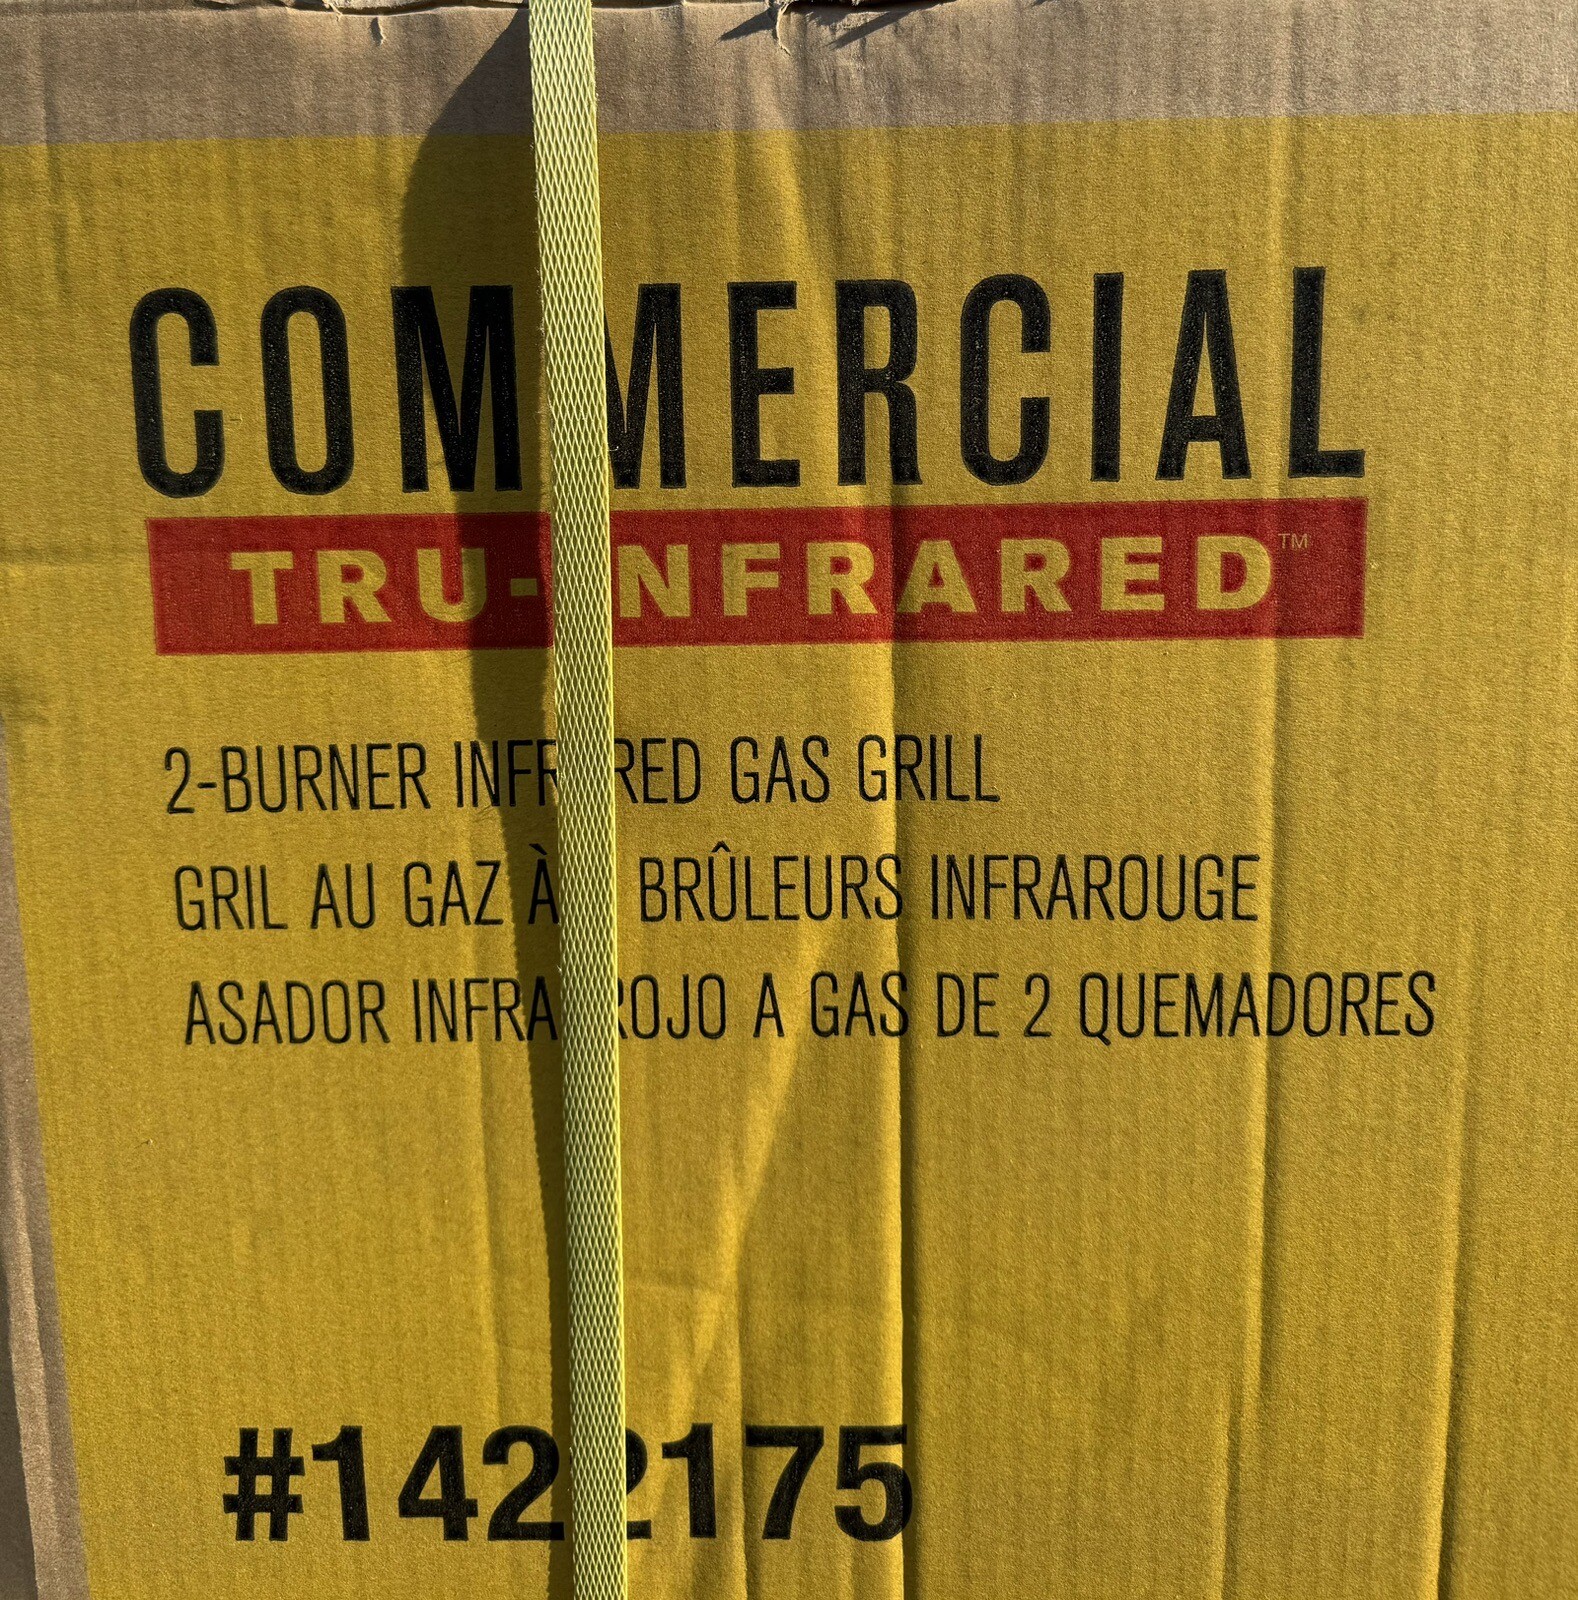 COMMERCIAL
TRU-INFRARED™
2-BURNER INFRARED GAS GRILL
GRIL AU GAZ À BRÛLEURS INFRAROUGE
ASADOR INFRARROJO A GAS DE 2 QUEMADORES
#1422175